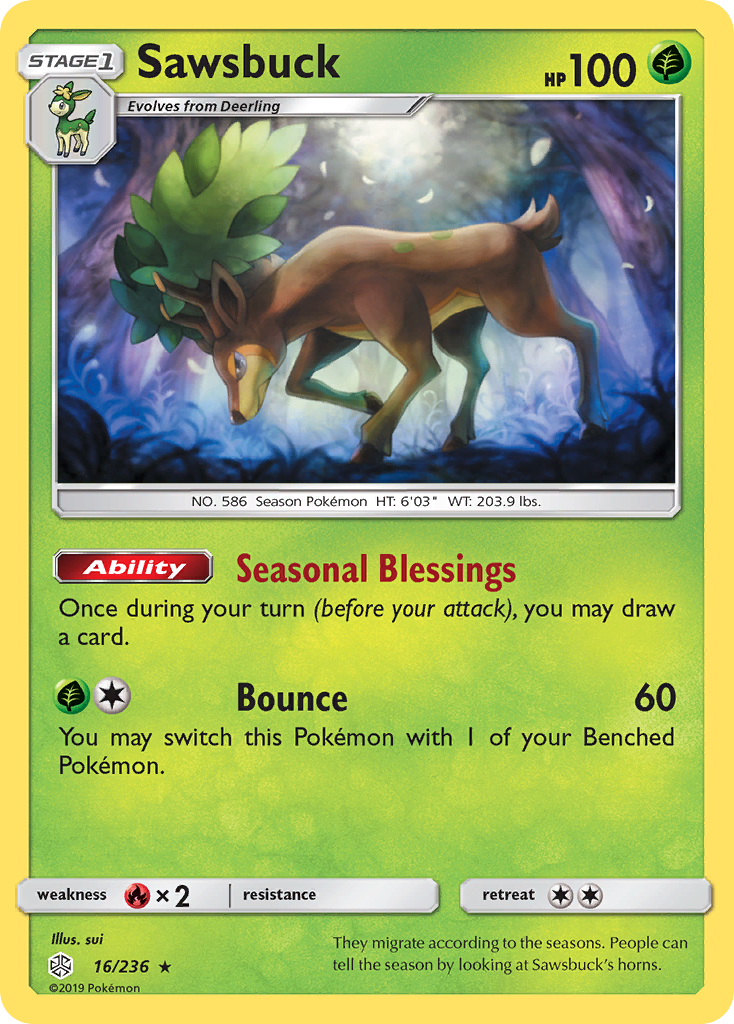 STAGE1
Sawsbuck
HP 100
Evolves from Deerling
NO. 586 Season Pokémon HT: 6'03" WT: 203.9 lbs.
Ability Seasonal Blessings
Once during your turn (before your attack), you may draw
a card.
Bounce 60
You may switch this Pokémon with 1 of your Benched
Pokémon.
weakness ×2 resistance retreat
Illus. sui
16/236 ★
©2019 Pokémon
They migrate according to the seasons. People can
tell the season by looking at Sawsbuck's horns.